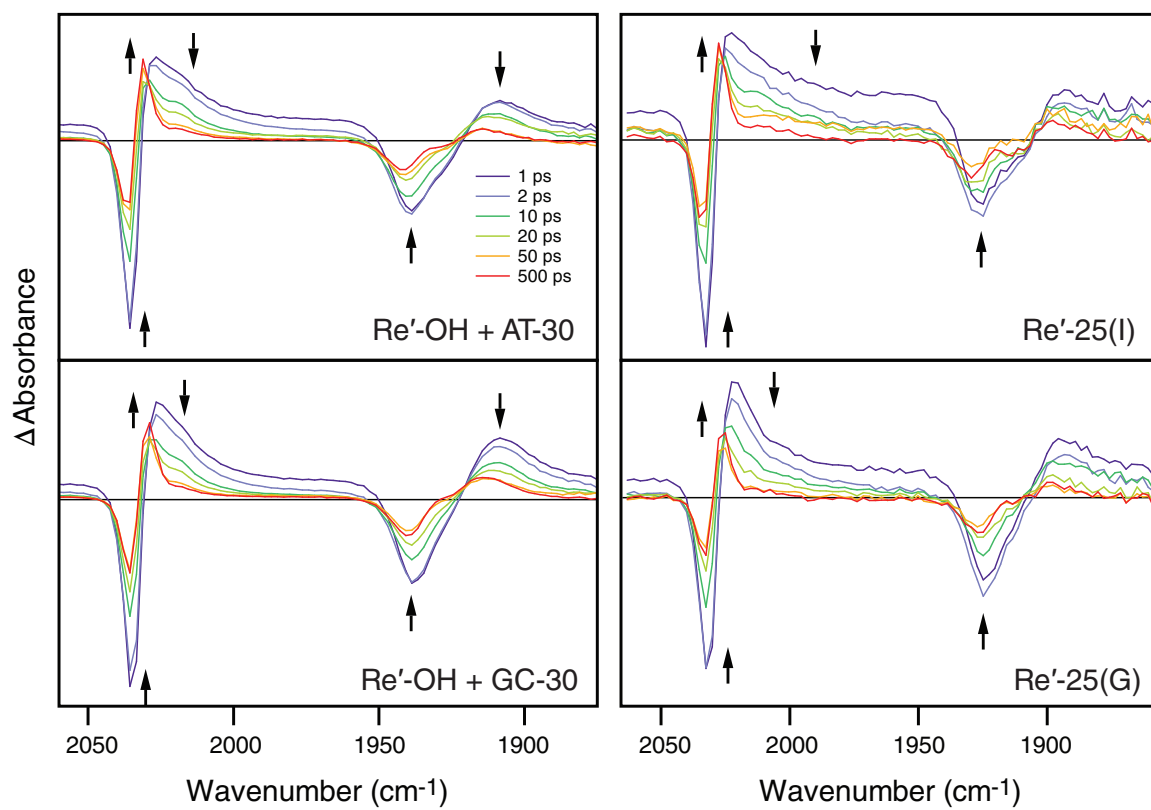 ΔAbsorbance
1 ps
2 ps
10 ps
20 ps
50 ps
500 ps
Re′-OH + AT-30
Re′-25(I)
Re′-OH + GC-30
Re′-25(G)
2050 2000 1950 1900
2050 2000 1950 1900
Wavenumber (cm-1)
Wavenumber (cm-1)